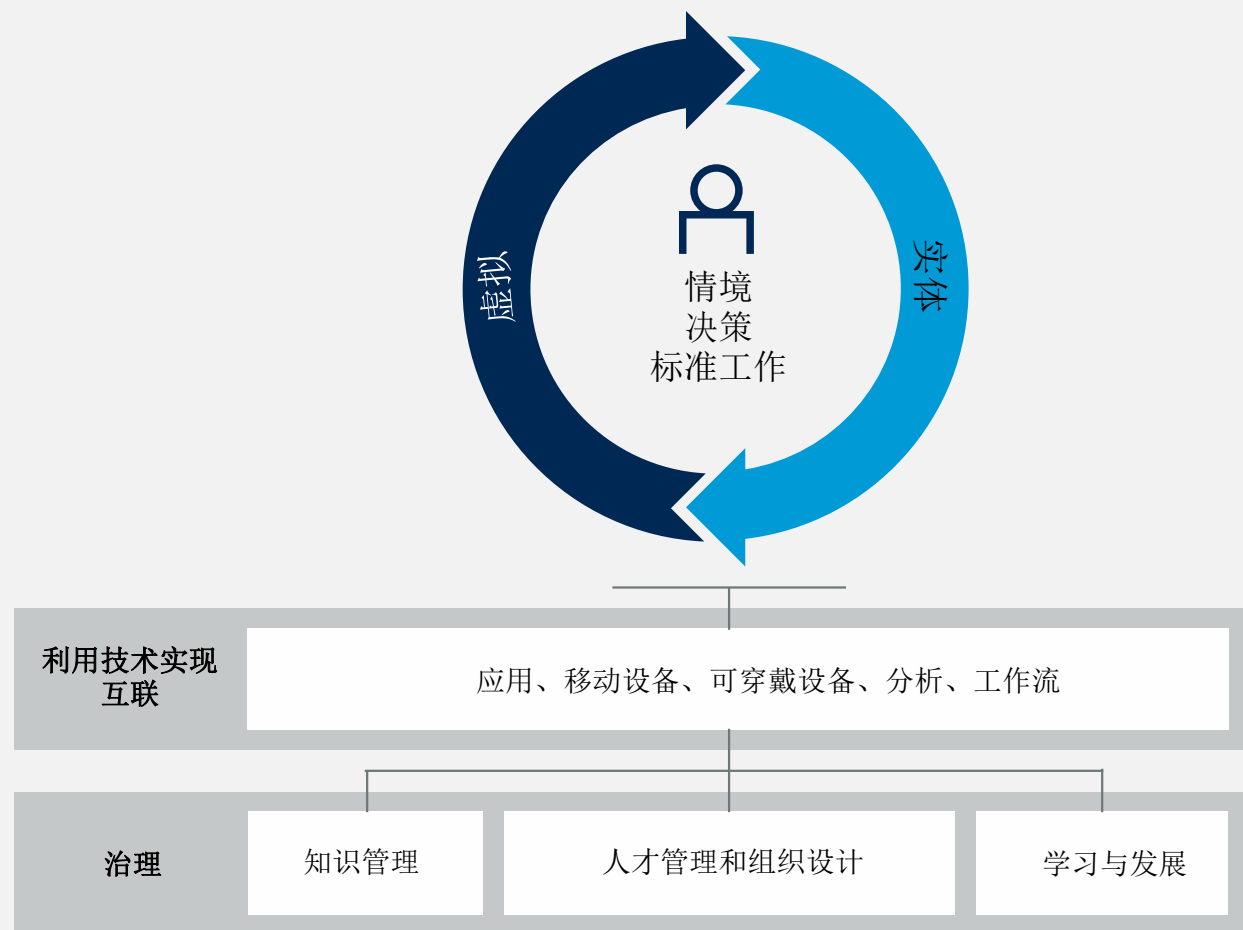 虚拟
实体
情境
决策
标准工作
利用技术实现
互联
应用、移动设备、可穿戴设备、分析、工作流
治理
知识管理
人才管理和组织设计
学习与发展